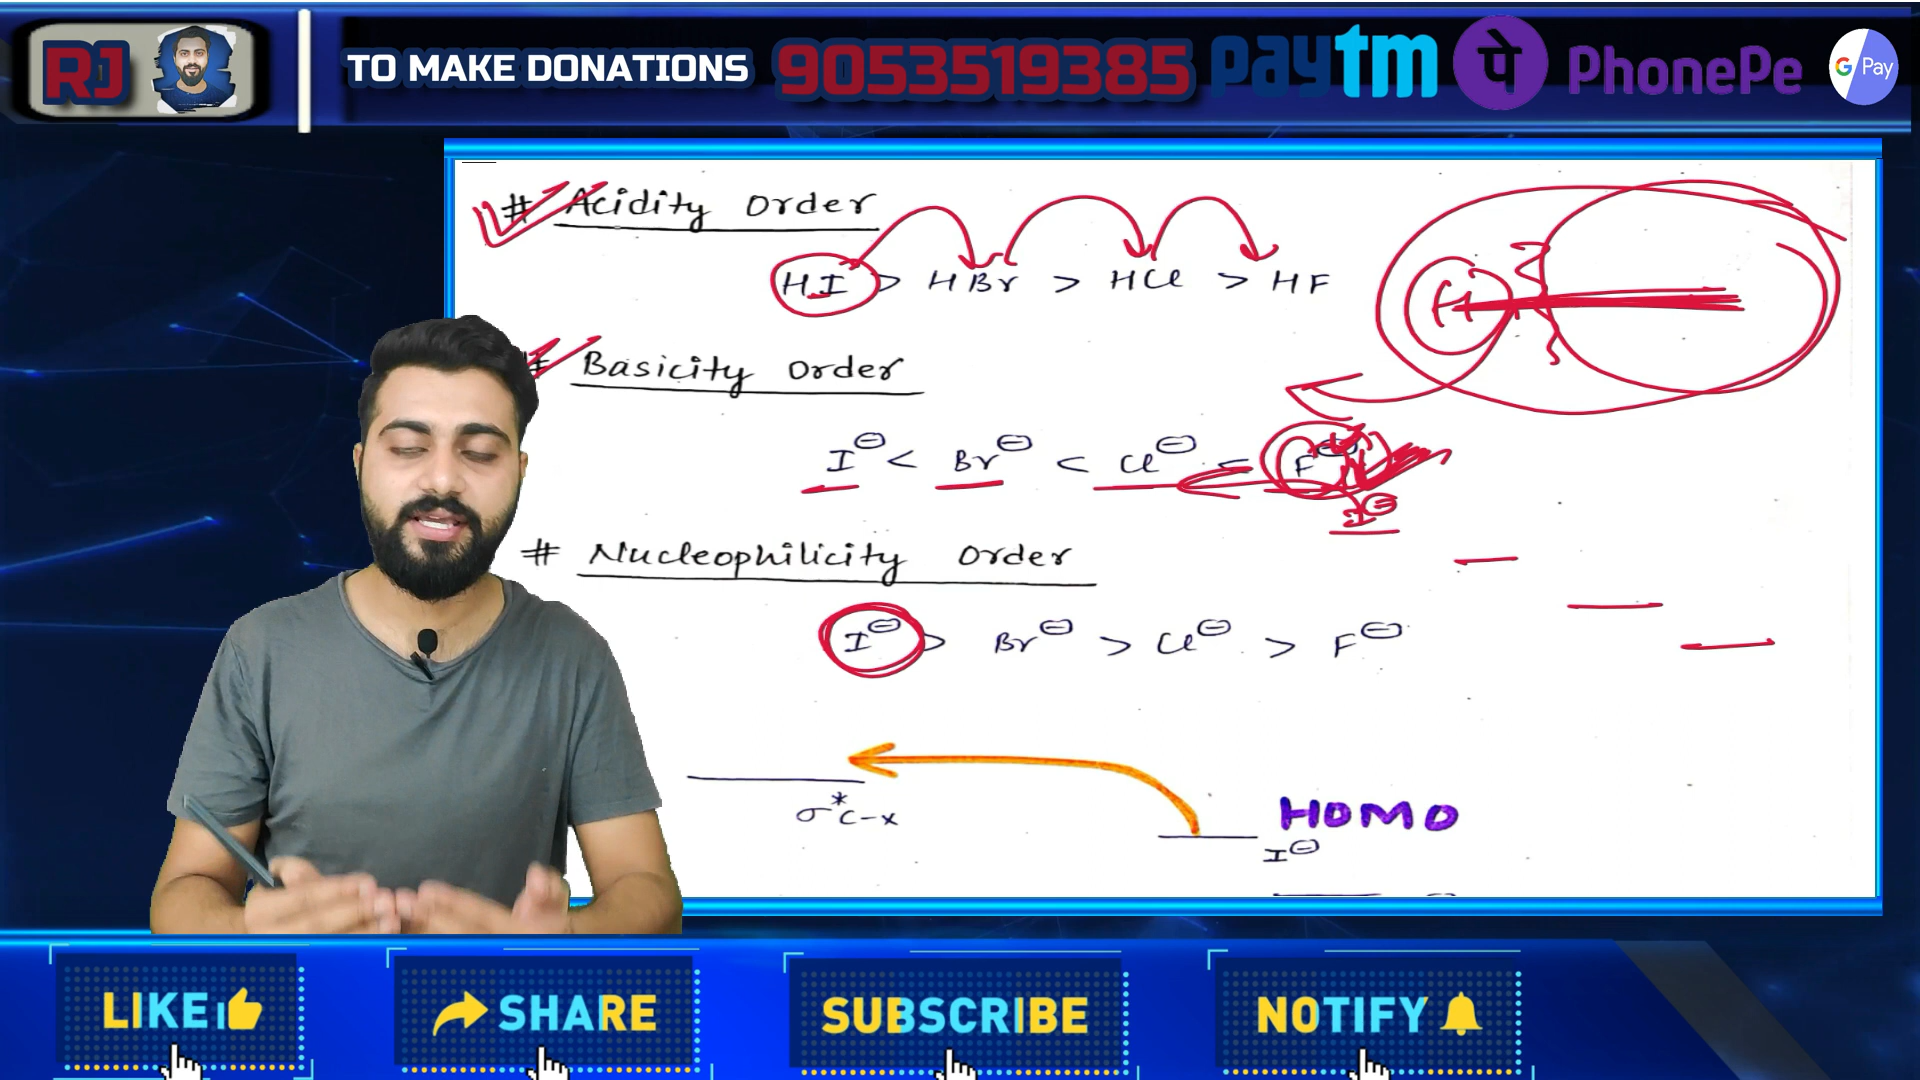 RJ
TO MAKE DONATIONS 9053519385 paytm पे PhonePe G Pay
# Acidity Order
HI > HBr > HCl > HF
H
# Basicity Order
I⊖ < Br⊖ < Cl⊖ < F⊖
I⊖
# Nucleophilicity Order
I⊖ > Br⊖ > Cl⊖ > F⊖
σ*C-X
HOMO
I⊖
LIKE SHARE SUBSCRIBE NOTIFY